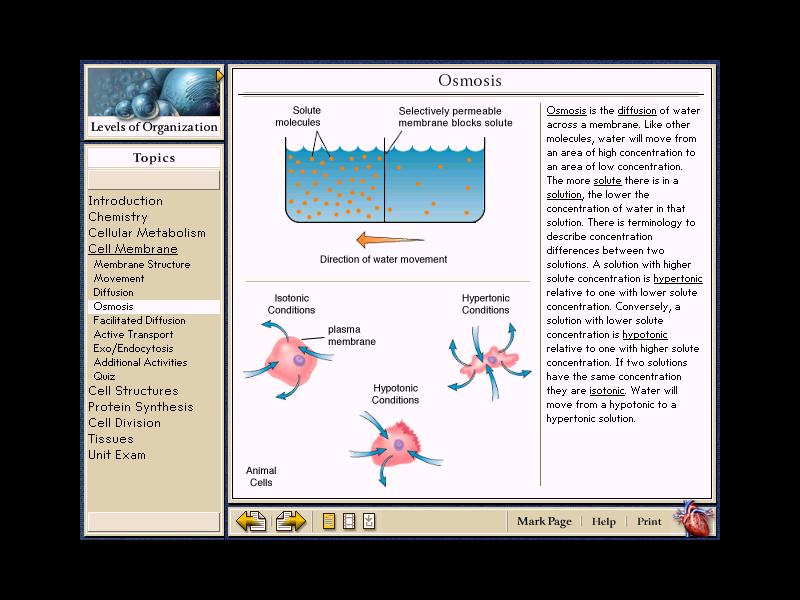 Levels of Organization
Topics
Introduction
Chemistry
Cellular Metabolism
Cell Membrane
Membrane Structure
Movement
Diffusion
Osmosis
Facilitated Diffusion
Active Transport
Exo/Endocytosis
Additional Activities
Quiz
Cell Structures
Protein Synthesis
Cell Division
Tissues
Unit Exam
Osmosis
Solute
molecules
Selectively permeable
membrane blocks solute
Direction of water movement
Isotonic
Conditions
plasma
membrane
Hypertonic
Conditions
Hypotonic
Conditions
Animal
Cells
Osmosis is the diffusion of water
across a membrane. Like other
molecules, water will move from
an area of high concentration to
an area of low concentration.
The more solute there is in a
solution, the lower the
concentration of water in that
solution. There is terminology to
describe concentration
differences between two
solutions. A solution with higher
solute concentration is hypertonic
relative to one with lower solute
concentration. Conversely, a
solution with lower solute
concentration is hypotonic
relative to one with higher solute
concentration. If two solutions
have the same concentration
they are isotonic. Water will
move from a hypotonic to a
hypertonic solution.
Mark Page
Help
Print